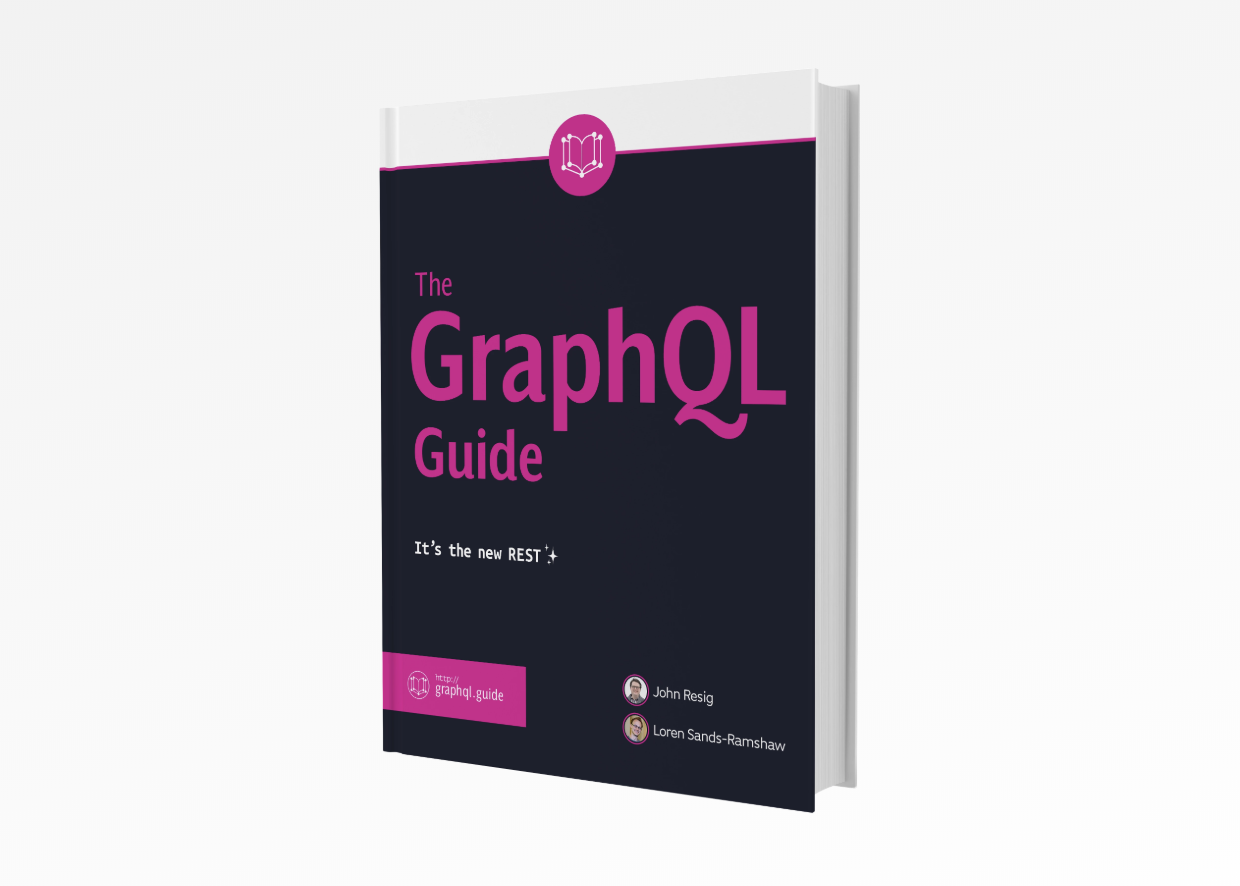 The
GraphQL
Guide
It's the new REST
http://
graphql.guide
John Resig
Loren Sands-Ramshaw